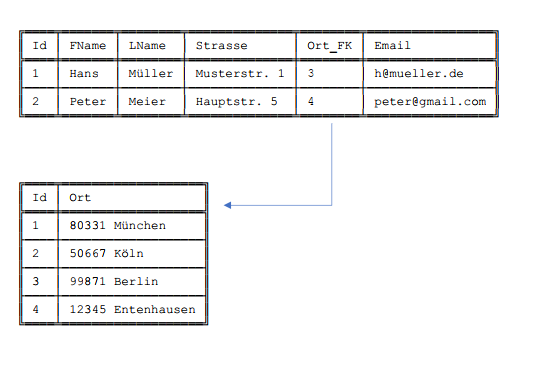 Id FName LName Strasse Ort_FK Email
1 Hans Müller Musterstr. 1 3 h@mueller.de
2 Peter Meier Hauptstr. 5 4 peter@gmail.com
Id Ort
1 80331 München
2 50667 Köln
3 99871 Berlin
4 12345 Entenhausen